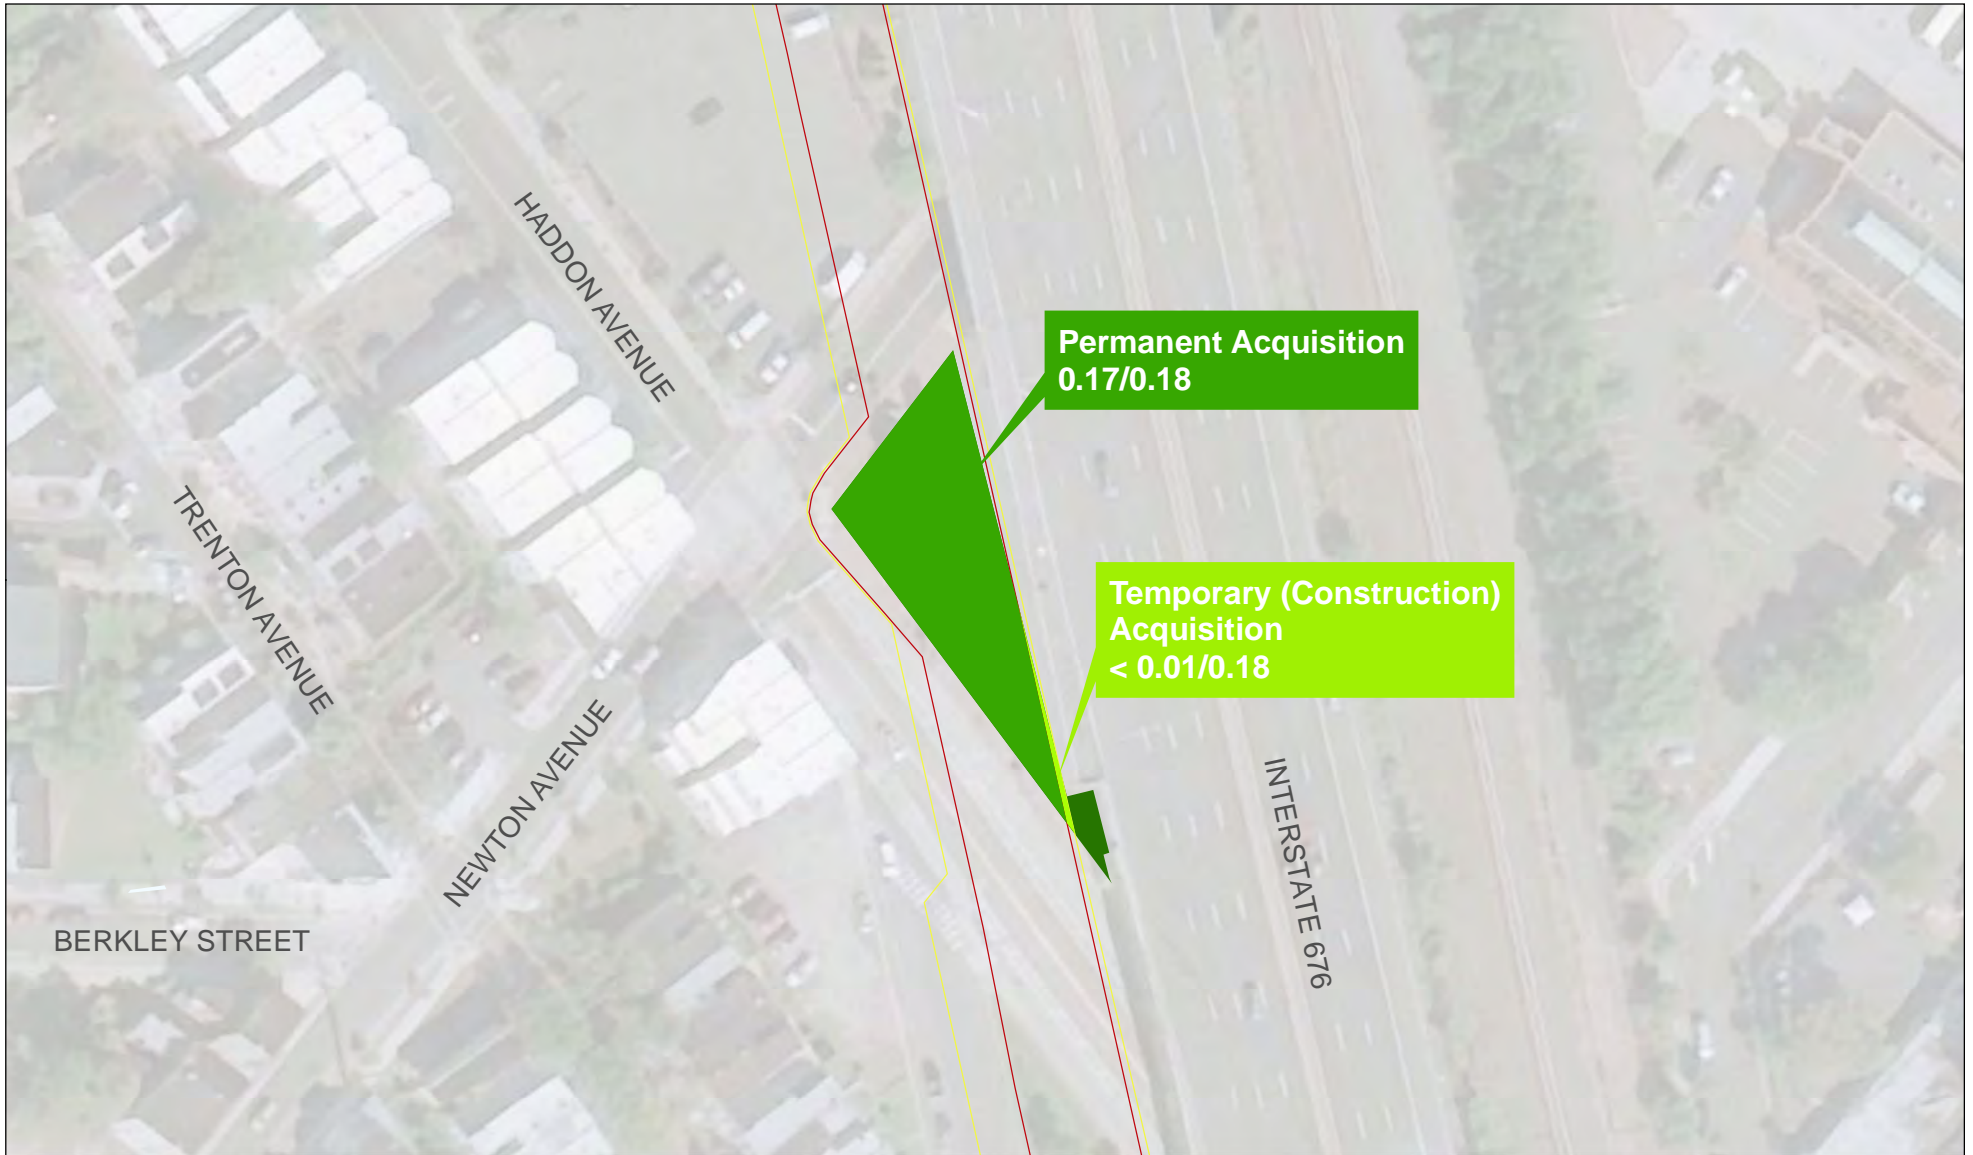 HADDON AVENUE
Permanent Acquisition
0.17/0.18
TRENTON AVENUE
Temporary (Construction)
Acquisition
< 0.01/0.18
NEWTON AVENUE
INTERSTATE 676
BERKLEY STREET